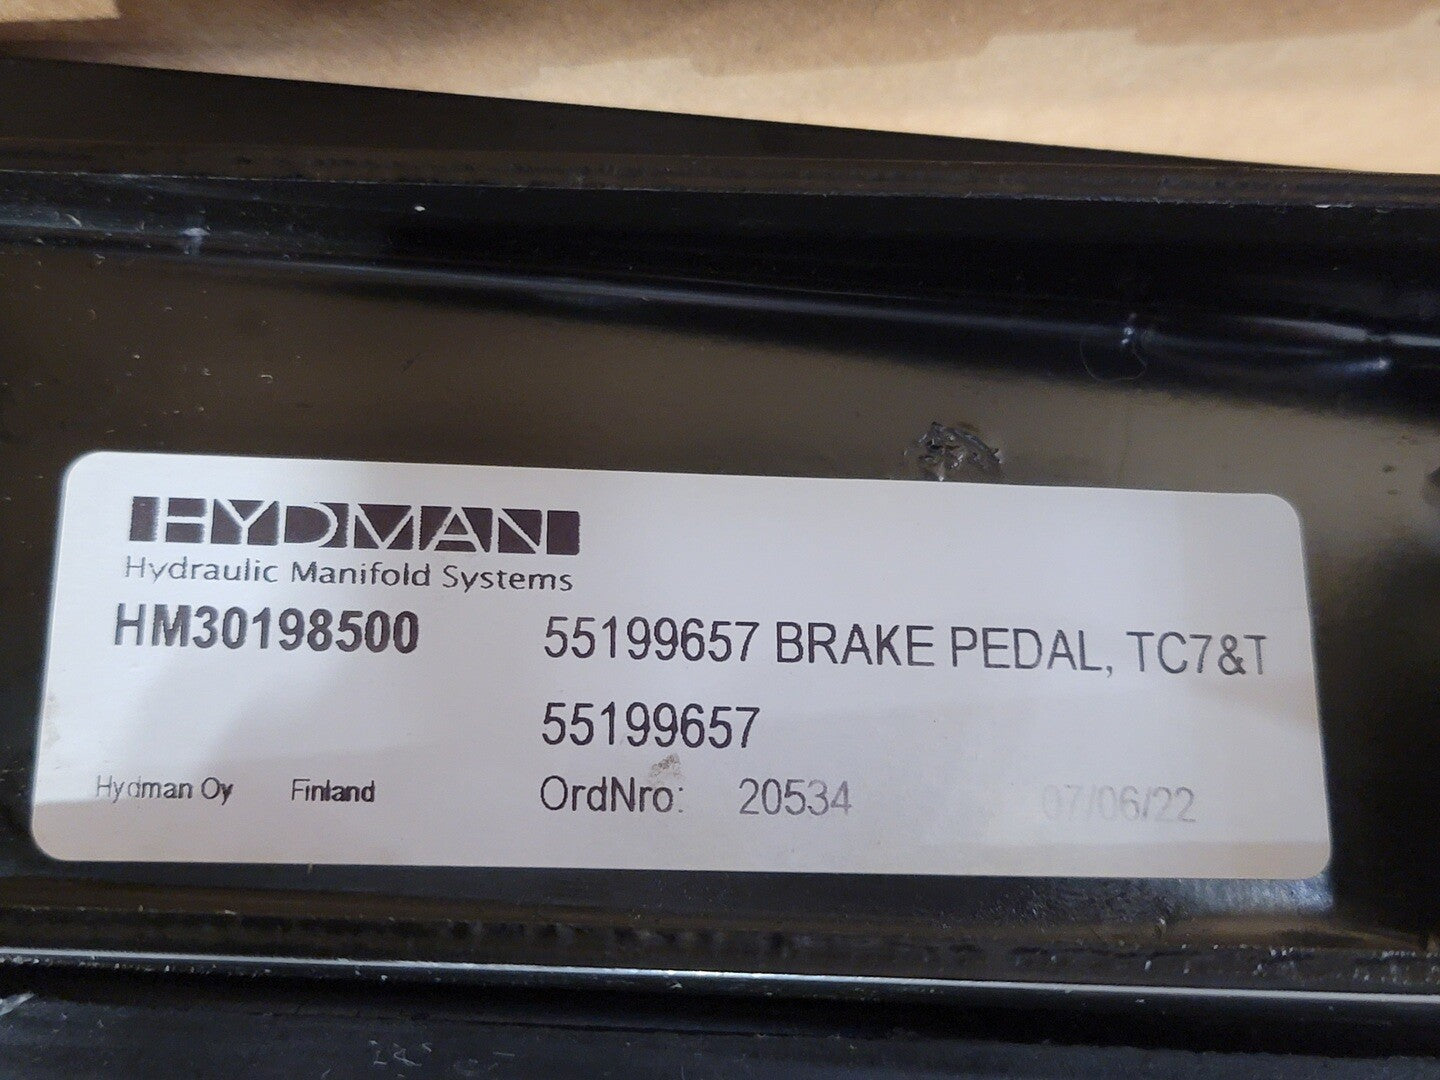 HYDMAN
Hydraulic Manifold Systems
HM30198500 55199657 BRAKE PEDAL, TC7&T
55199657
Hydman Oy Finland OrdNro: 20534 07/06/22